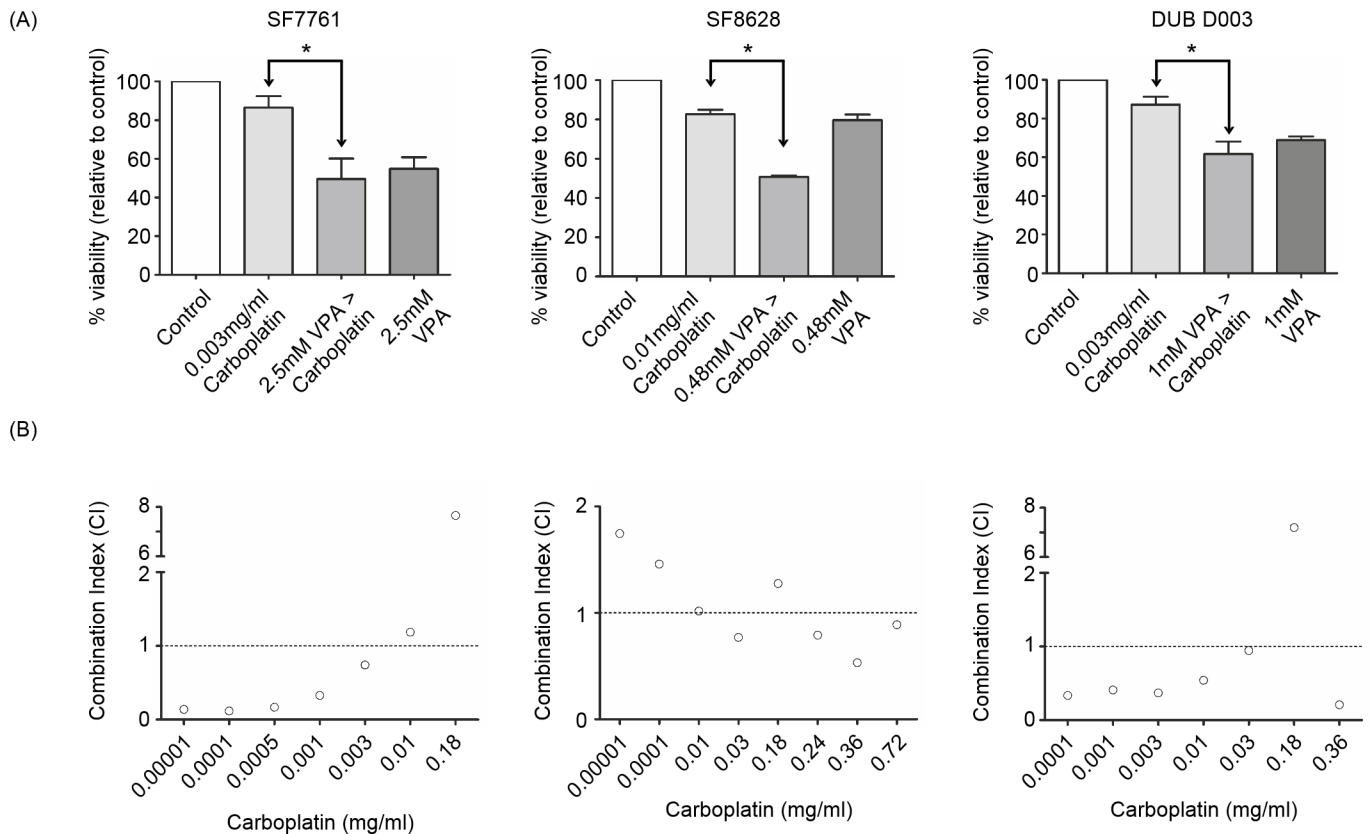 (A)
SF7761
SF8628
DUB D003
% viability (relative to control)
100
80
60
40
20
0
*
Control
0.003mg/ml
Carboplatin
2.5mM VPA >
Carboplatin
2.5mM
VPA
% viability (relative to control)
100
80
60
40
20
0
*
Control
0.01mg/ml
Carboplatin
0.48mM VPA >
Carboplatin
0.48mM
VPA
% viability (relative to control)
100
80
60
40
20
0
*
Control
0.003mg/ml
Carboplatin
1mM VPA >
Carboplatin
1mM
VPA
(B)
Combination Index (CI)
8
6
2
1
0
0.00001
0.0001
0.0005
0.001
0.003
0.01
0.18
Carboplatin (mg/ml)
Combination Index (CI)
2
1
0
0.00001
0.0001
0.01
0.03
0.18
0.24
0.36
0.72
Carboplatin (mg/ml)
Combination Index (CI)
8
6
2
1
0
0.0001
0.001
0.003
0.01
0.03
0.18
0.36
Carboplatin (mg/ml)